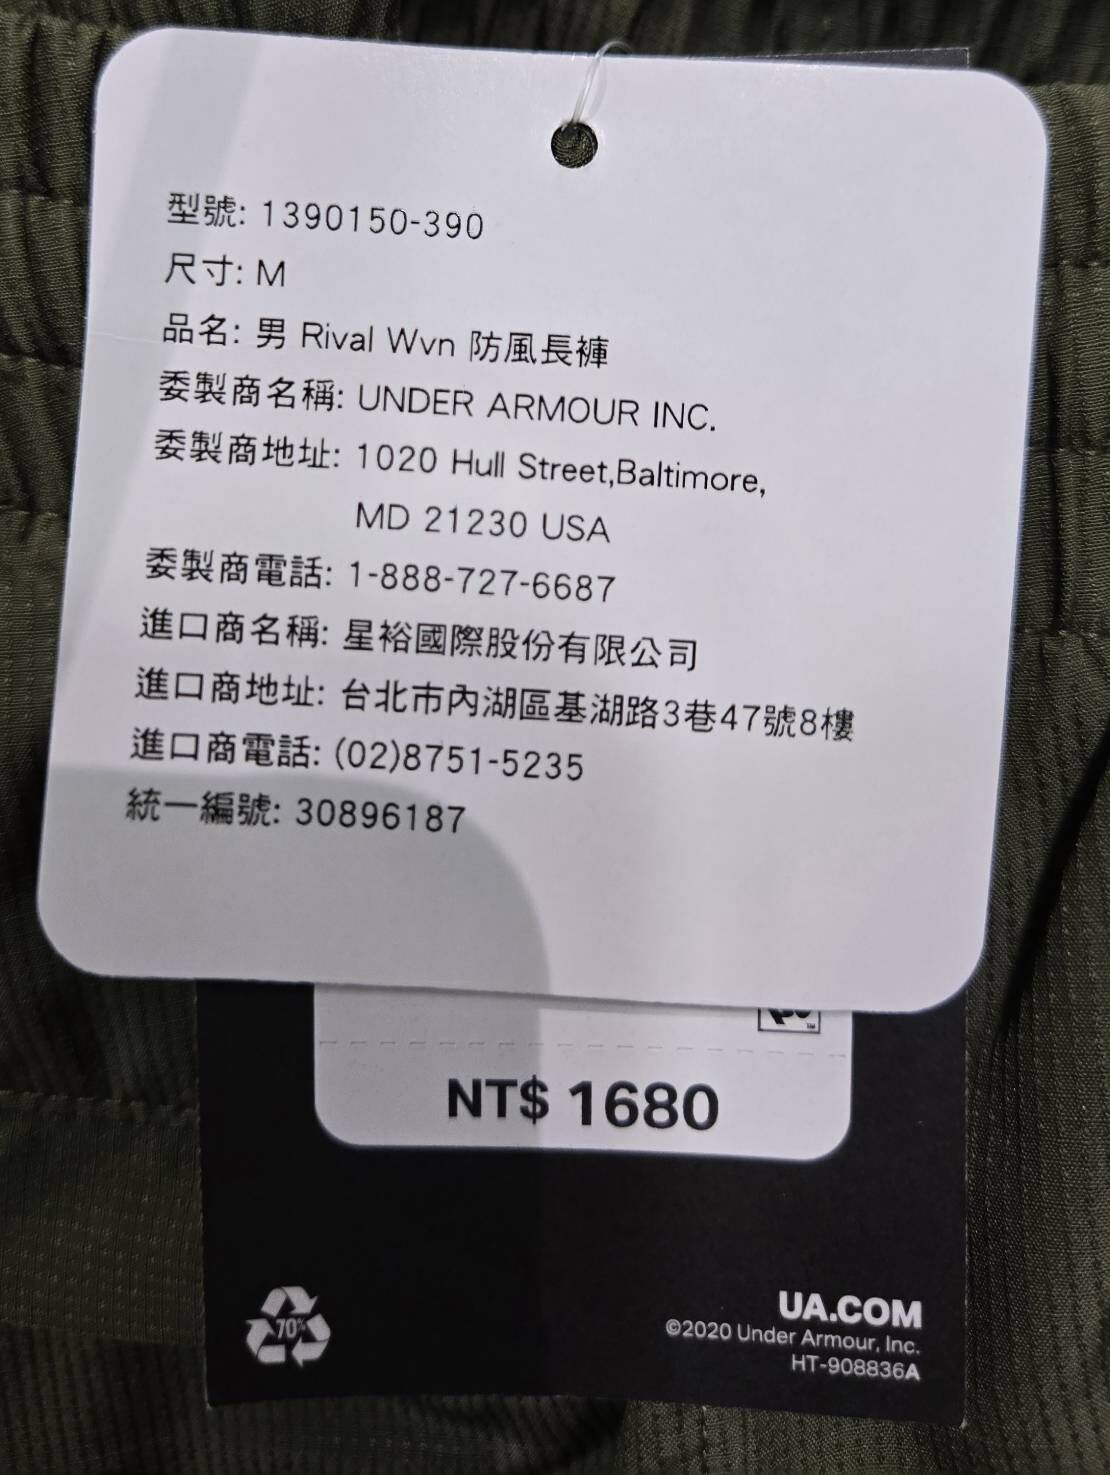 型號: 1390150-390
尺寸: M
品名: 男 Rival Wvn 防風長褲
委製商名稱: UNDER ARMOUR INC.
委製商地址: 1020 Hull Street,Baltimore,
MD 21230 USA
委製商電話: 1-888-727-6687
進口商名稱: 星裕國際股份有限公司
進口商地址: 台北市內湖區基湖路3巷47號8樓
進口商電話: (02)8751-5235
統一編號: 30896187
NT$ 1680
70%
UA.COM
©2020 Under Armour, Inc.
HT-908836A